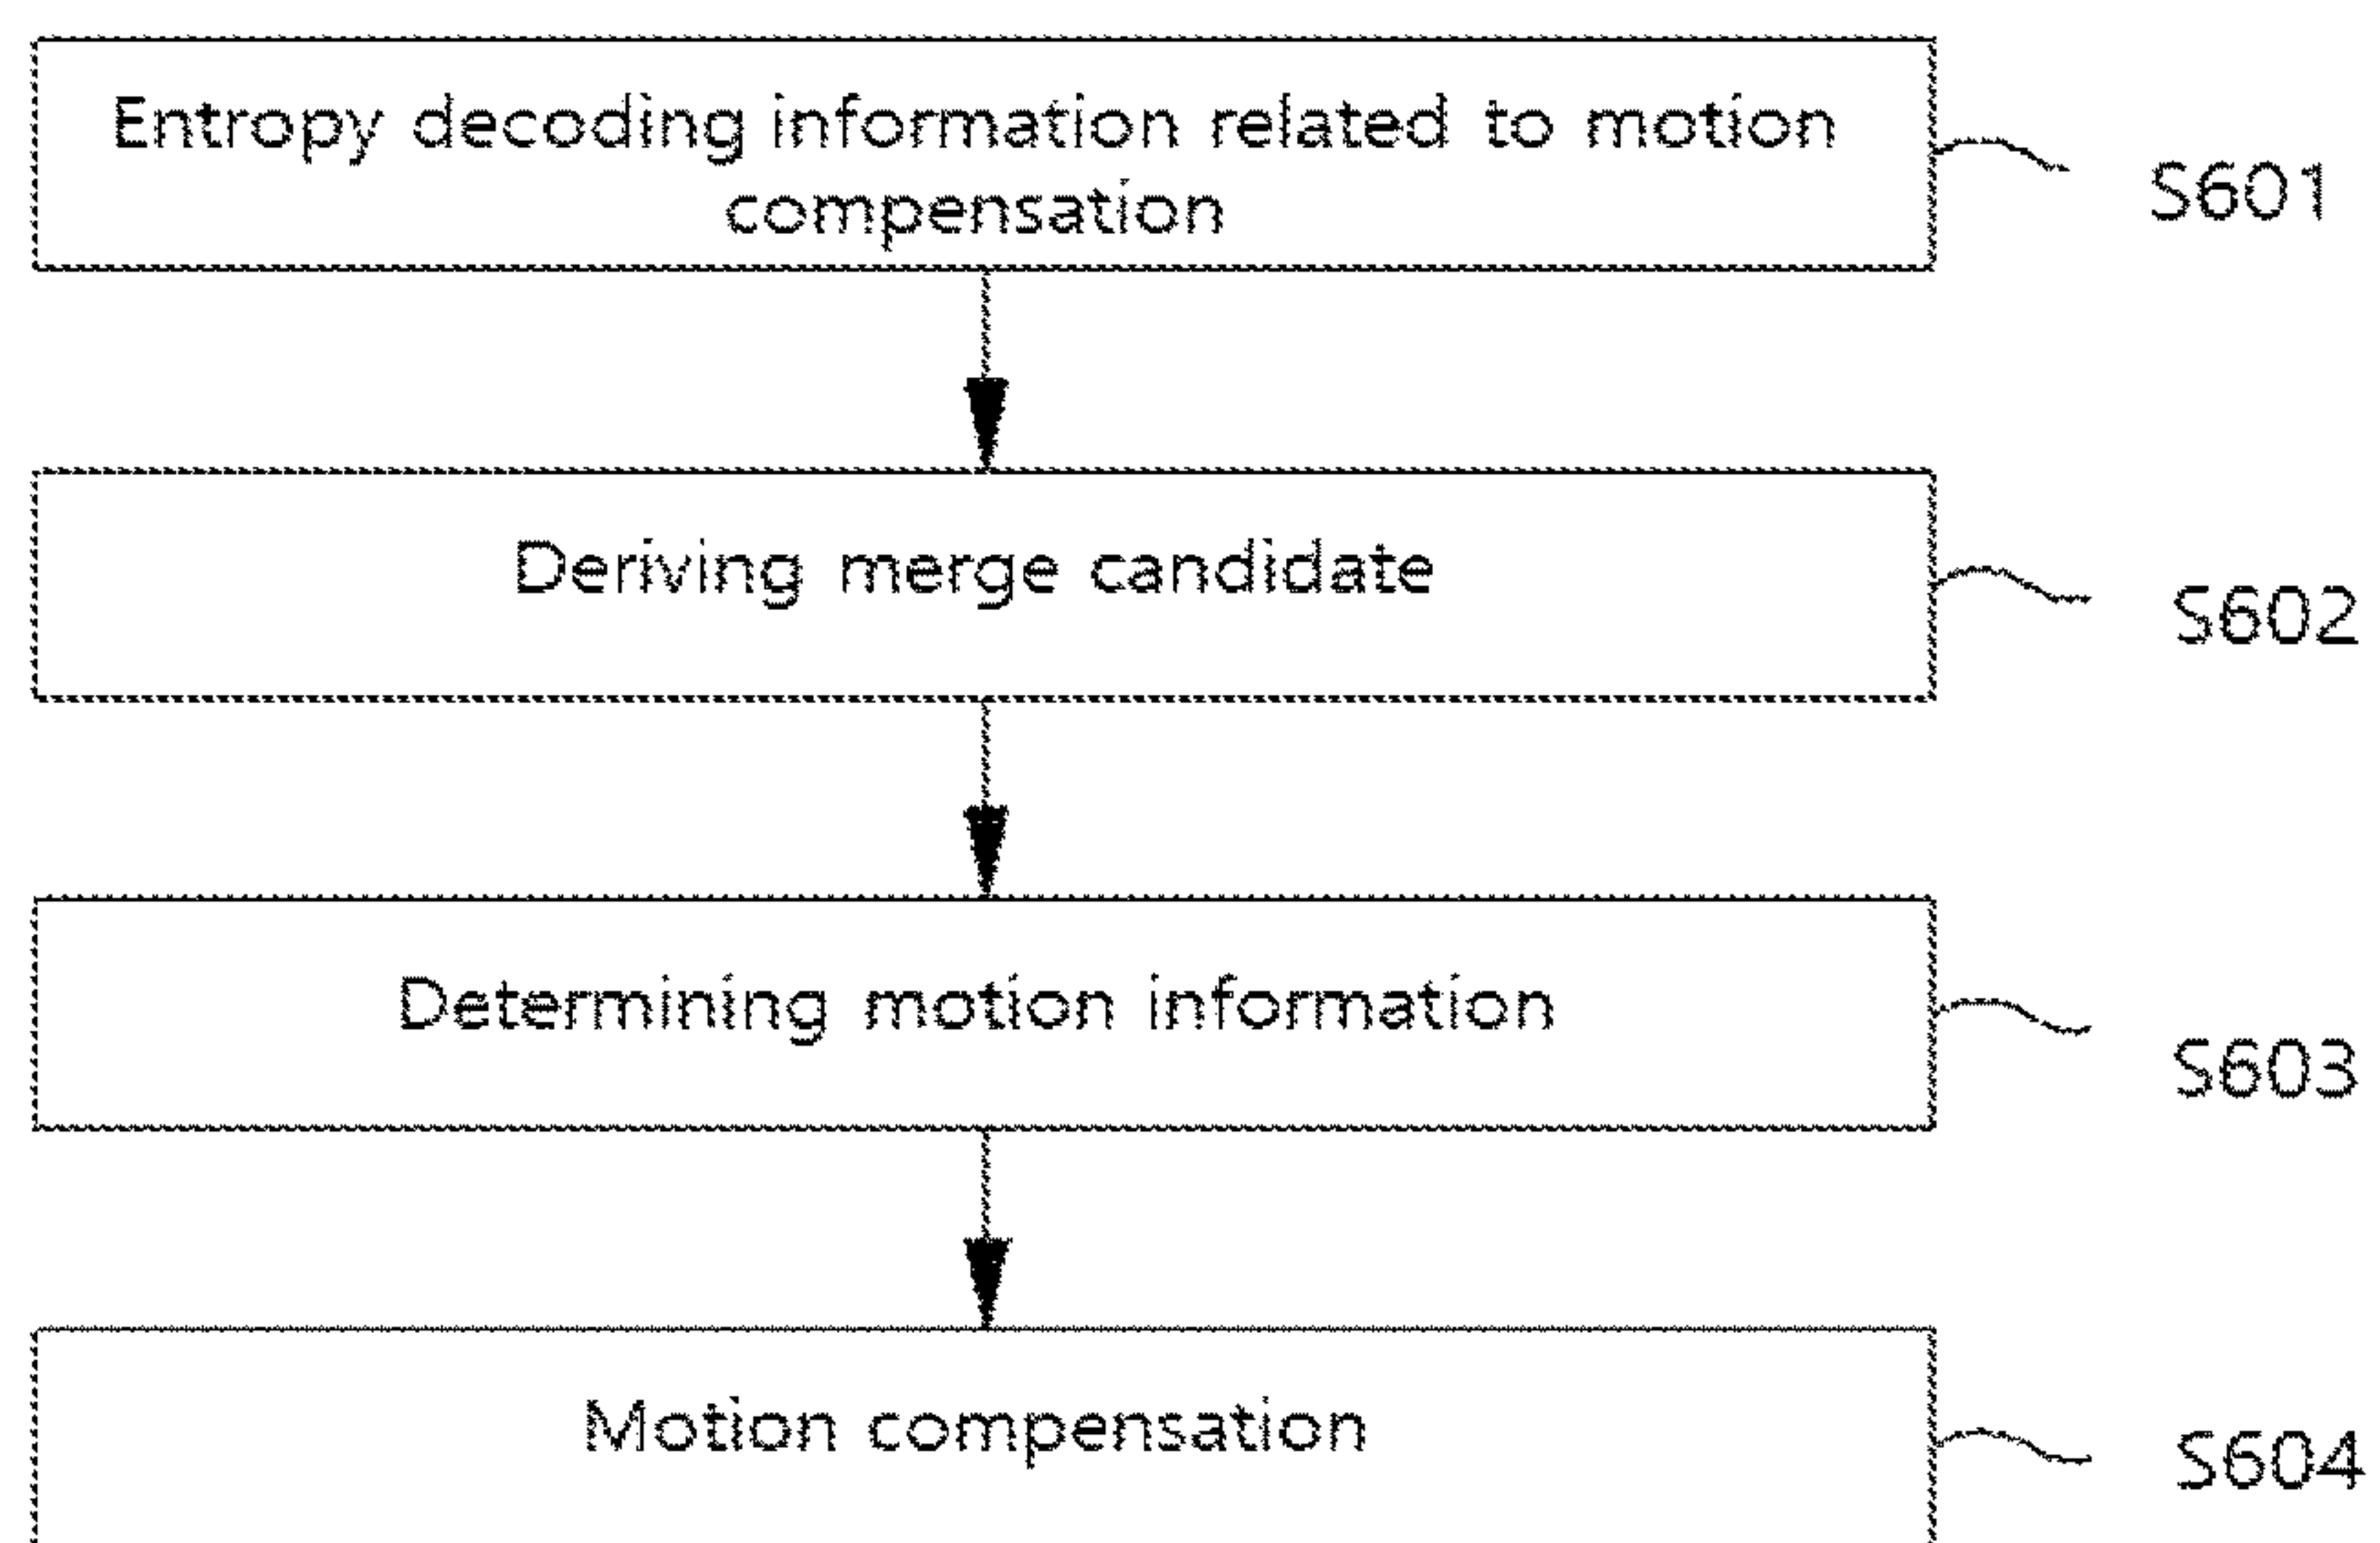 Entropy decoding information related to motion
compensation
S601
Deriving merge candidate
S602
Determining motion information
S603
Motion compensation
S604